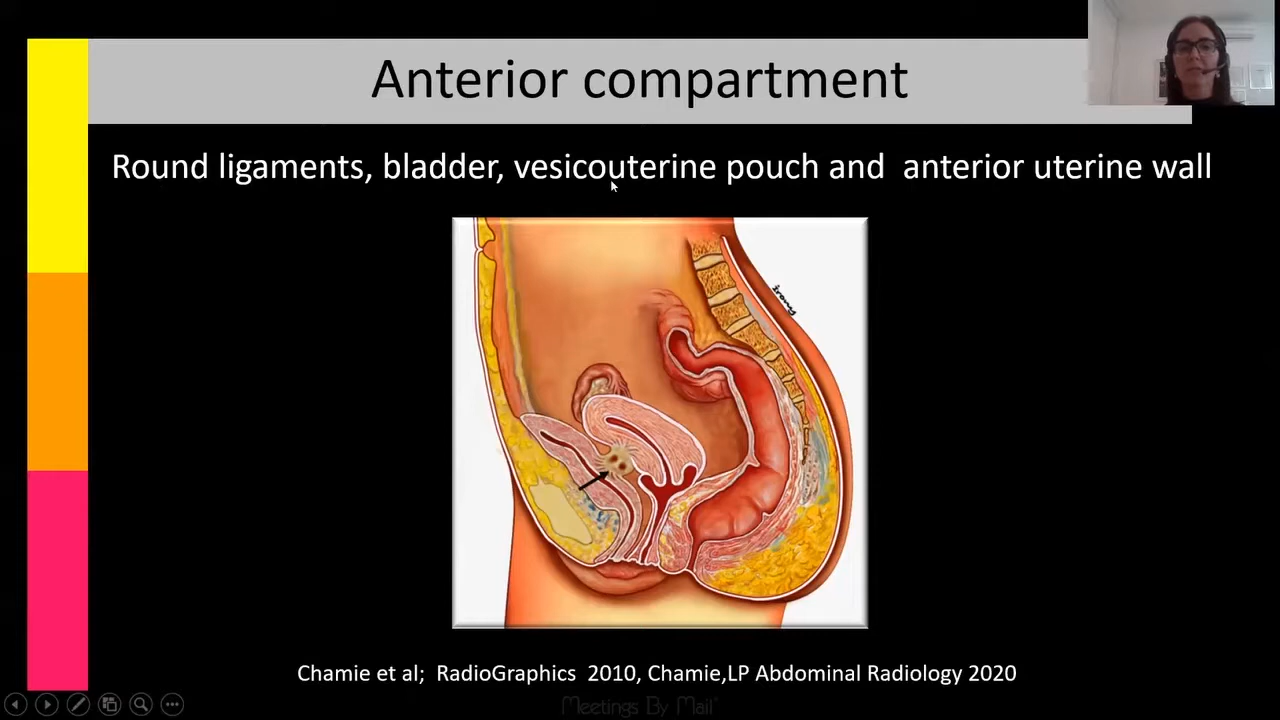 Anterior compartment
Round ligaments, bladder, vesicouterine pouch and anterior uterine wall
Chamie et al; RadioGraphics 2010, Chamie,LP Abdominal Radiology 2020
Meetings By Mail